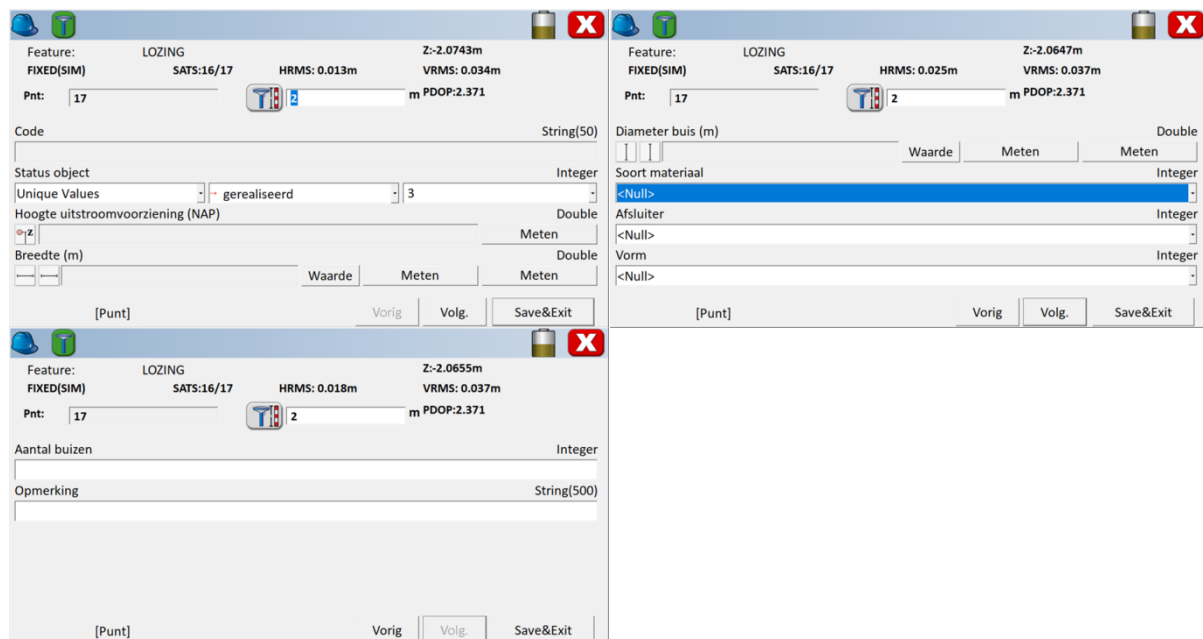 Feature: LOZING Z:-2.0743m
FIXED(SIM) SATS:16/17 HRMS: 0.013m VRMS: 0.034m
Pnt: 17 2 m PDOP:2.371
Code String(50)
Status object Integer
Unique Values gerealiseerd 3
Hoogte uitstroomvoorziening (NAP) Double
z Meten
Breedte (m) Double
Waarde Meten Meten
[Punt] Vorig Volg. Save&Exit
Feature: LOZING Z:-2.0647m
FIXED(SIM) SATS:16/17 HRMS: 0.025m VRMS: 0.037m
Pnt: 17 2 m PDOP:2.371
Diameter buis (m) Double
Waarde Meten Meten
Soort materiaal Integer
<Null>
Afsluiter Integer
<Null>
Vorm Integer
<Null>
[Punt] Vorig Volg. Save&Exit
Feature: LOZING Z:-2.0655m
FIXED(SIM) SATS:16/17 HRMS: 0.018m VRMS: 0.037m
Pnt: 17 2 m PDOP:2.371
Aantal buizen Integer
Opmerking String(500)
[Punt] Vorig Volg. Save&Exit